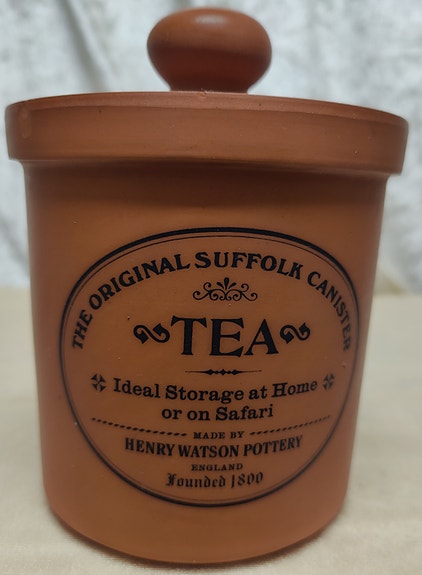 THE ORIGINAL SUFFOLK CANISTER
TEA
Ideal Storage at Home
or on Safari
MADE BY
HENRY WATSON POTTERY
ENGLAND
Founded 1800